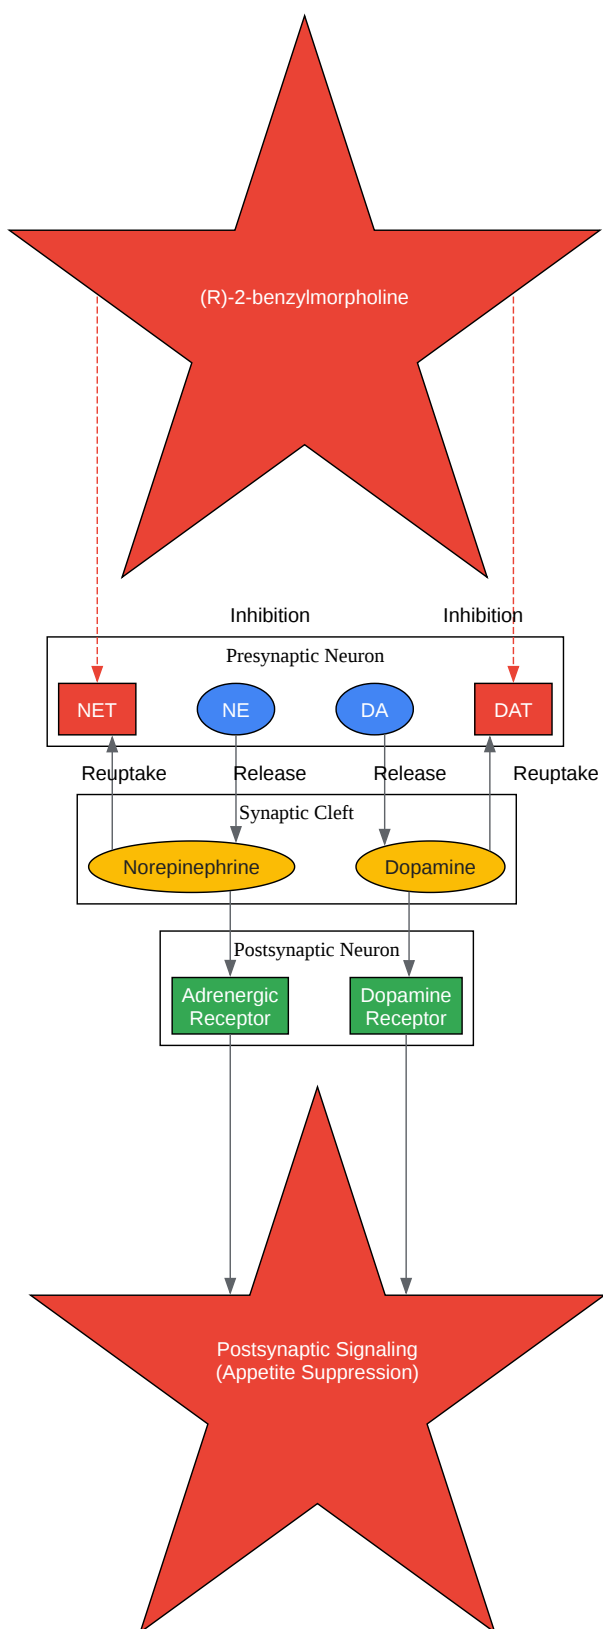 (R)-2-benzylmorpholine
Inhibition
Inhibition
Presynaptic Neuron
NET
NE
DA
DAT
Reuptake
Release
Release
Reuptake
Synaptic Cleft
Norepinephrine
Dopamine
Postsynaptic Neuron
Adrenergic
Receptor
Dopamine
Receptor
Postsynaptic Signaling
(Appetite Suppression)